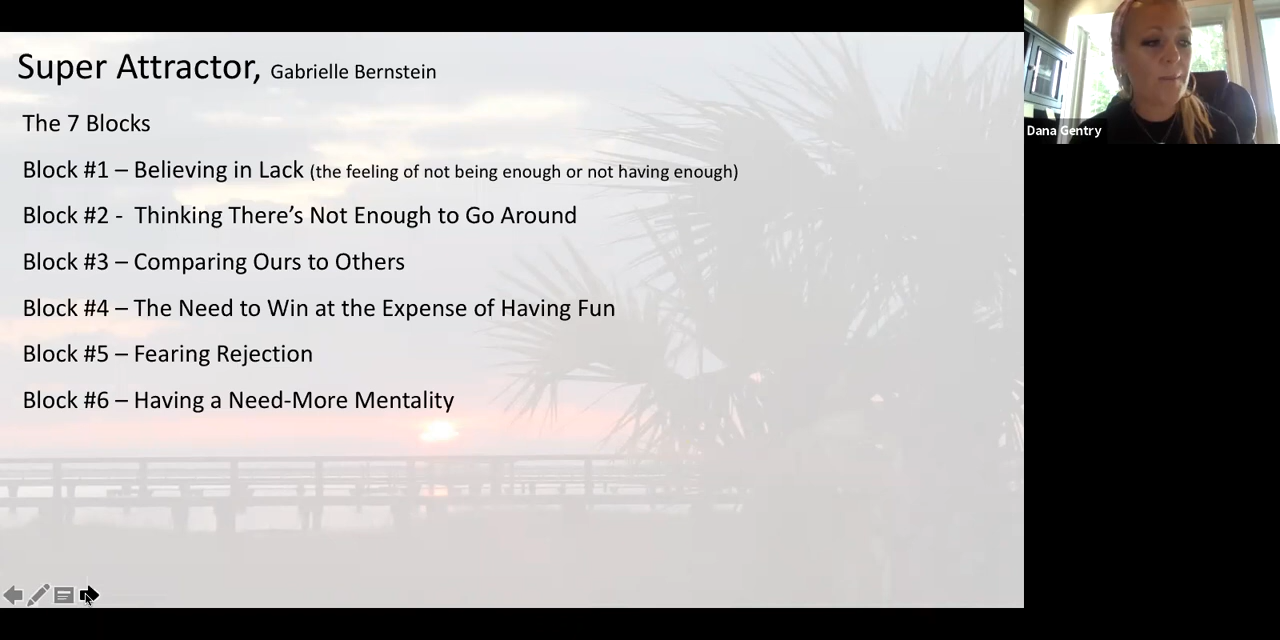 Super Attractor, Gabrielle Bernstein
The 7 Blocks
Block #1 – Believing in Lack (the feeling of not being enough or not having enough)
Block #2 - Thinking There’s Not Enough to Go Around
Block #3 – Comparing Ours to Others
Block #4 – The Need to Win at the Expense of Having Fun
Block #5 – Fearing Rejection
Block #6 – Having a Need-More Mentality
Dana Gentry